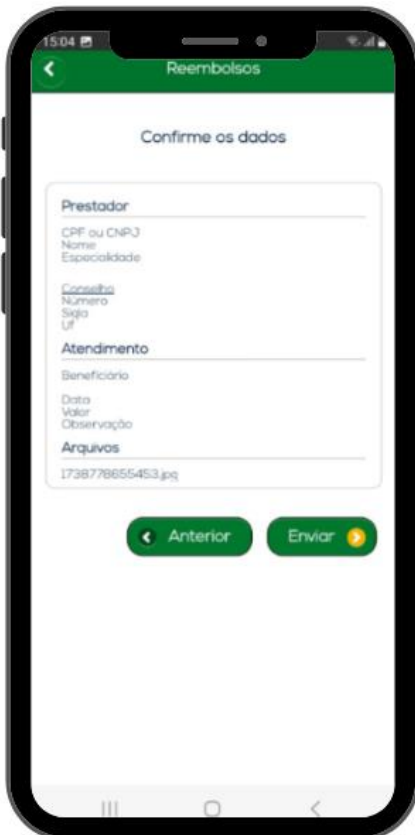 15:04
Reembolsos
Confirme os dados
Prestador
CPF ou CNPJ
Nome
Especialidade
Conselho
Número
Sigla
Uf
Atendimento
Beneficiário
Data
Valor
Observação
Arquivos
1738778655453.jpg
Anterior
Enviar